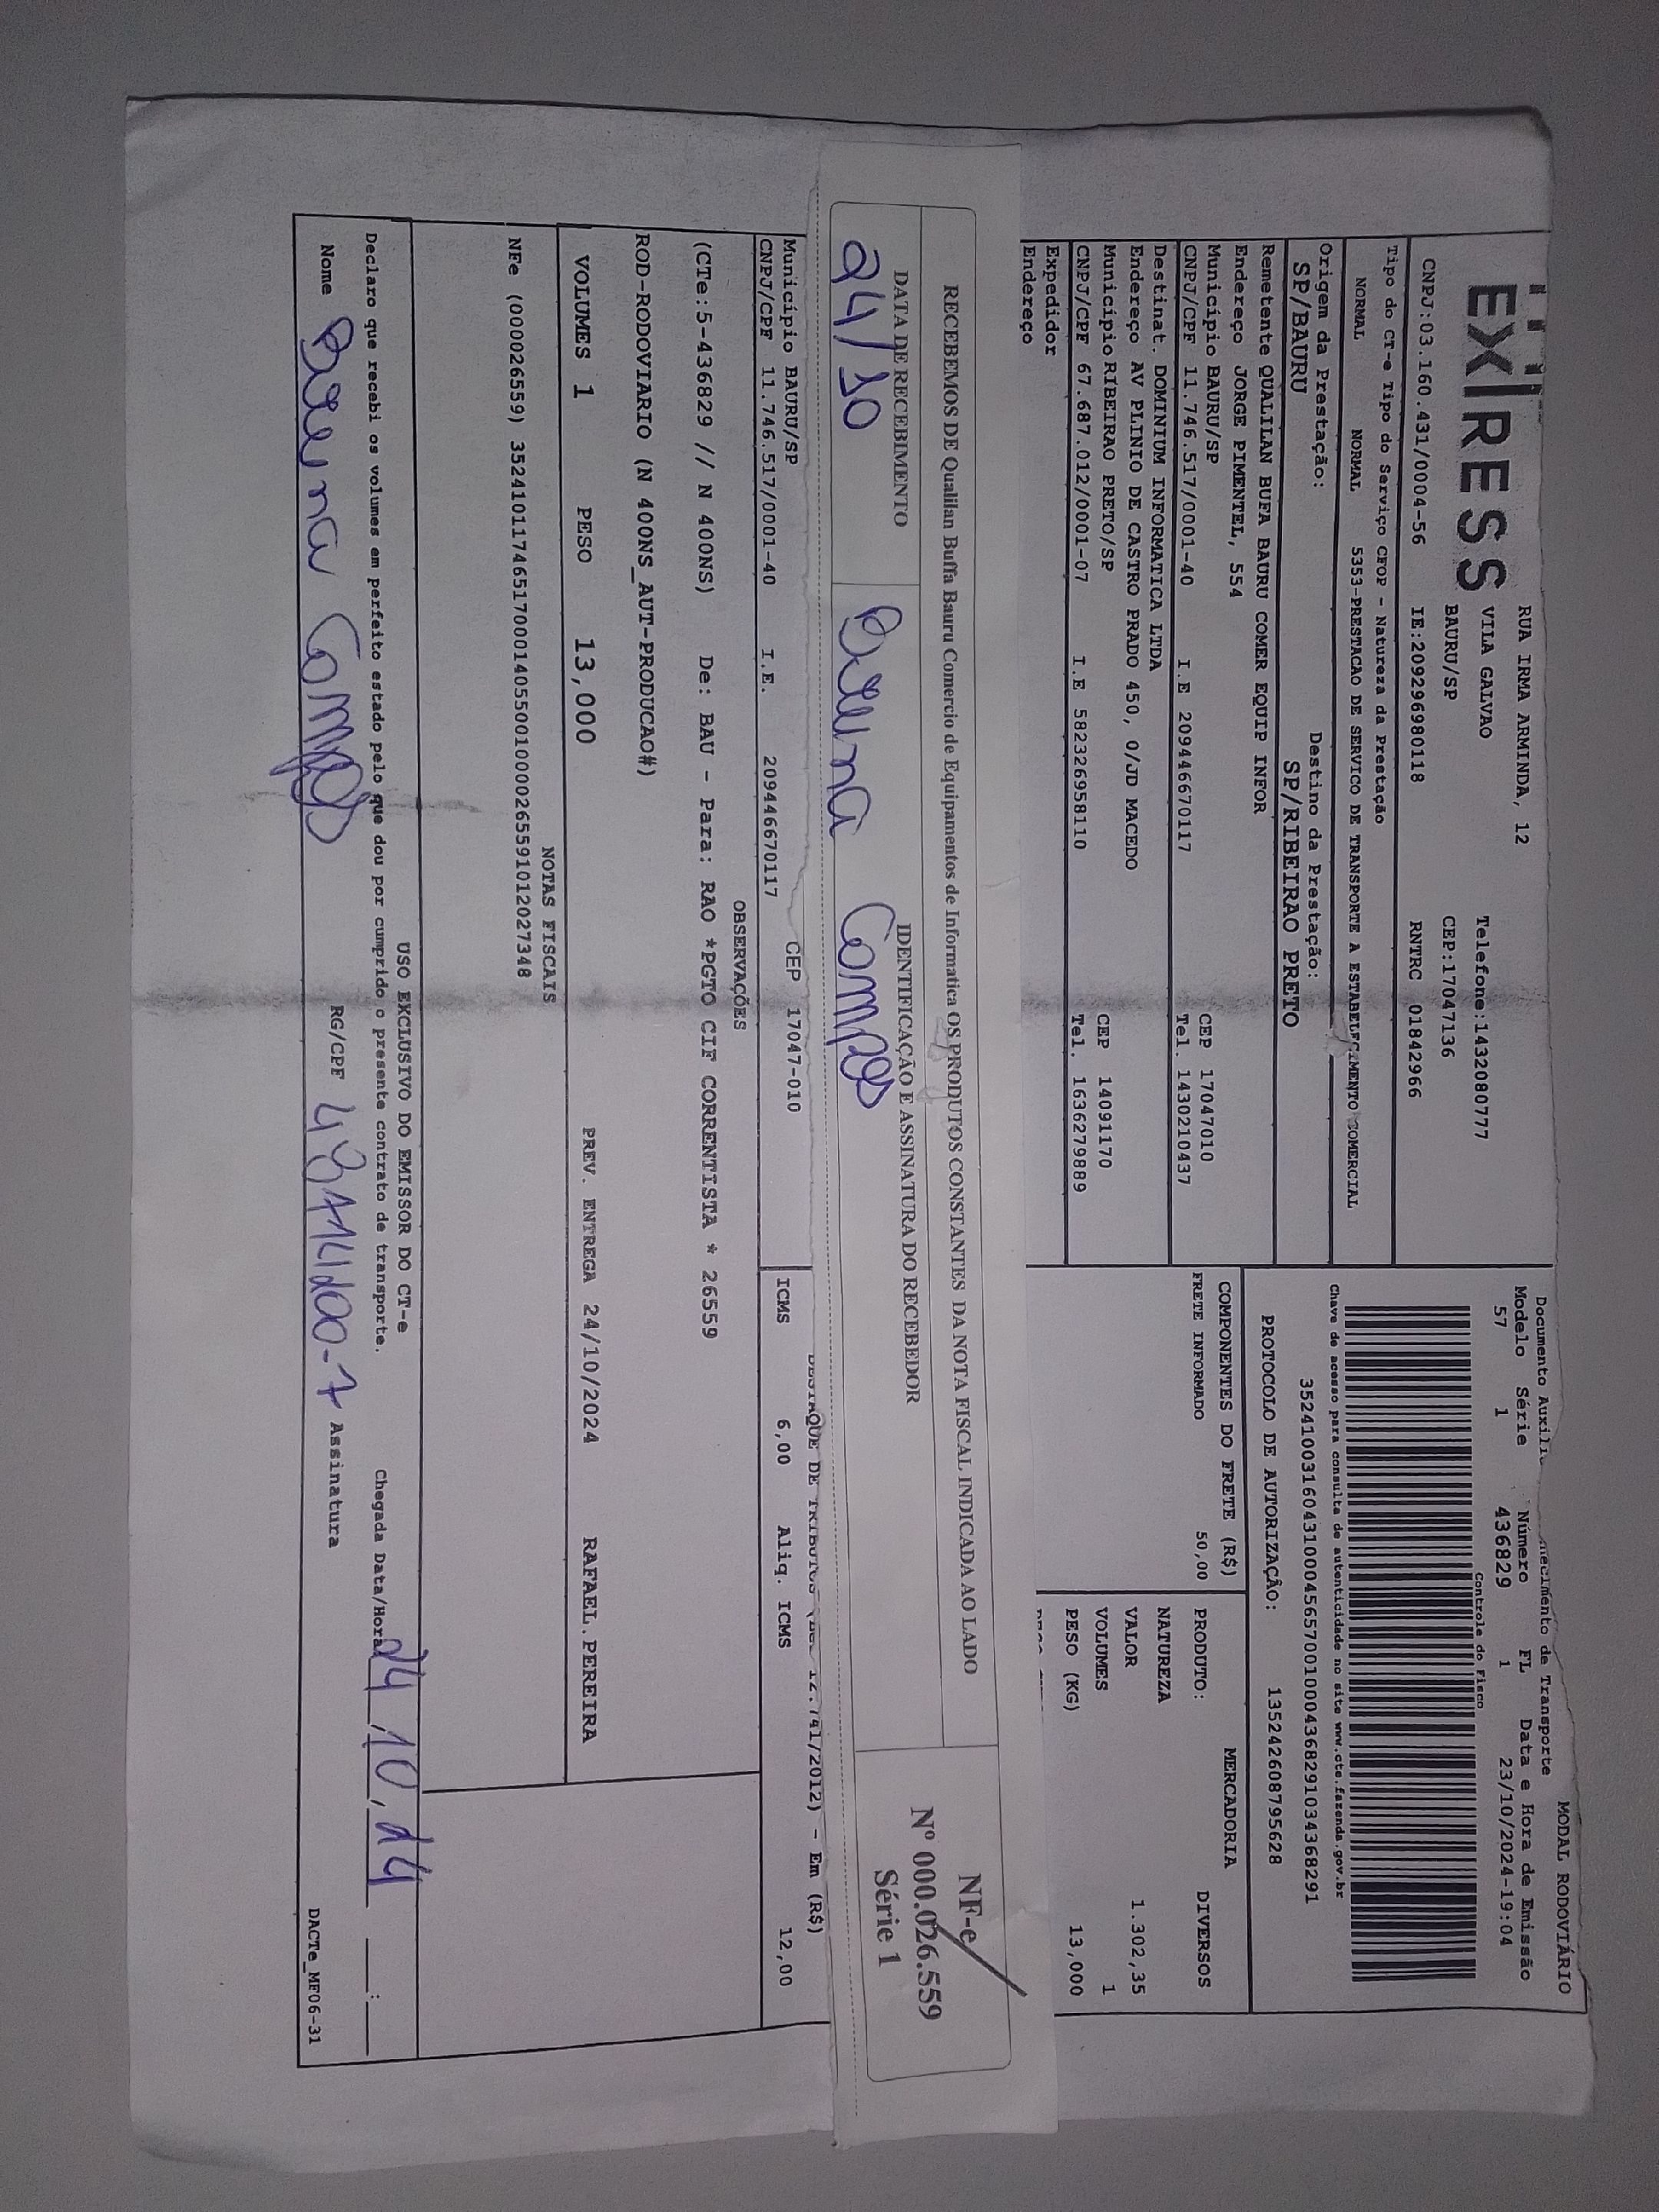 EXPRESS
RUA IRMA ARMINDA, 12
VILA GALVAO Telefone:1432080777
BAURU/SP CEP:17047136
CNPJ:03.160.431/0004-56 IE:209296980118 RNTRC 01842966
Tipo do CT-e Tipo do Serviço CFOP - Natureza da Prestação
NORMAL NORMAL 5353-PRESTACAO DE SERVICO DE TRANSPORTE A ESTABELECIMENTO COMERCIAL
Origem da Prestação: Destino da Prestação:
SP/BAURU SP/RIBEIRAO PRETO
Remetente QUALILAN BUFA BAURU COMER EQUIP INFOR
Endereço JORGE PIMENTEL, 554 CEP 17047010
Município BAURU/SP Tel. 1430210437
CNPJ/CPF 11.746.517/0001-40 I.E 209446670117
Destinat. DOMINIUM INFORMATICA LTDA
Endereço AV PLINIO DE CASTRO PRADO 450, 0/JD MACEDO
Município RIBEIRAO PRETO/SP CEP 14091170
CNPJ/CPF 67.687.012/0001-07 I.E 582326958110 Tel. 1636279889
Expedidor
Endereço
MODAL RODOVIÁRIO
Documento de Transporte
Modelo Série Número FL Data e Hora de Emissão
57 1 436829 1 23/10/2024-19:04
Controle do Fisco
Chave de acesso para consulta de autenticidade no site www.cte.fazenda.gov.br
35241003160431000456570010004368291034368291
PROTOCOLO DE AUTORIZAÇÃO: 135242608795628
COMPONENTES DO FRETE (R$)
FRETE INFORMADO 50,00
MERCADORIA
PRODUTO: DIVERSOS
NATUREZA
VALOR 1.302,35
VOLUMES 1
PESO (KG) 13,000
RECEBEMOS DE Qualilan Buffa Bauru Comercio de Equipamentos de Informatica OS PRODUTOS CONSTANTES DA NOTA FISCAL INDICADA AO LADO
DATA DE RECEBIMENTO IDENTIFICAÇÃO E ASSINATURA DO RECEBEDOR
24/10
NF-e
Nº 000.026.559
Série 1
DE TRIBUTOS 12.741/2012) - Em (R$)
Município BAURU/SP CEP 17047-010
CNPJ/CPF 11.746.517/0001-40 I.E. 209446670117
ICMS 6,00 Aliq. ICMS 12,00
OBSERVAÇÕES
(CTe:5-436829 // N 400NS) De: BAU - Para: RAO *PGTO CIF CORRENTISTA * 26559
ROD-RODOVIARIO (N 400NS_AUT-PRODUCAO#)
VOLUMES 1 PESO 13,000 PREV. ENTREGA 24/10/2024 RAFAEL.PEREIRA
NOTAS FISCAIS
NFe (000026559) 35241011746517000140550010000265591012027348
USO EXCLUSIVO DO EMISSOR DO CT-e
Declaro que recebi os volumes em perfeito estado pelo que dou por cumprido o presente contrato de transporte. Chegada Data/Hora 24,10,24 :
Nome RG/CPF Assinatura
DACTe_MF06-31